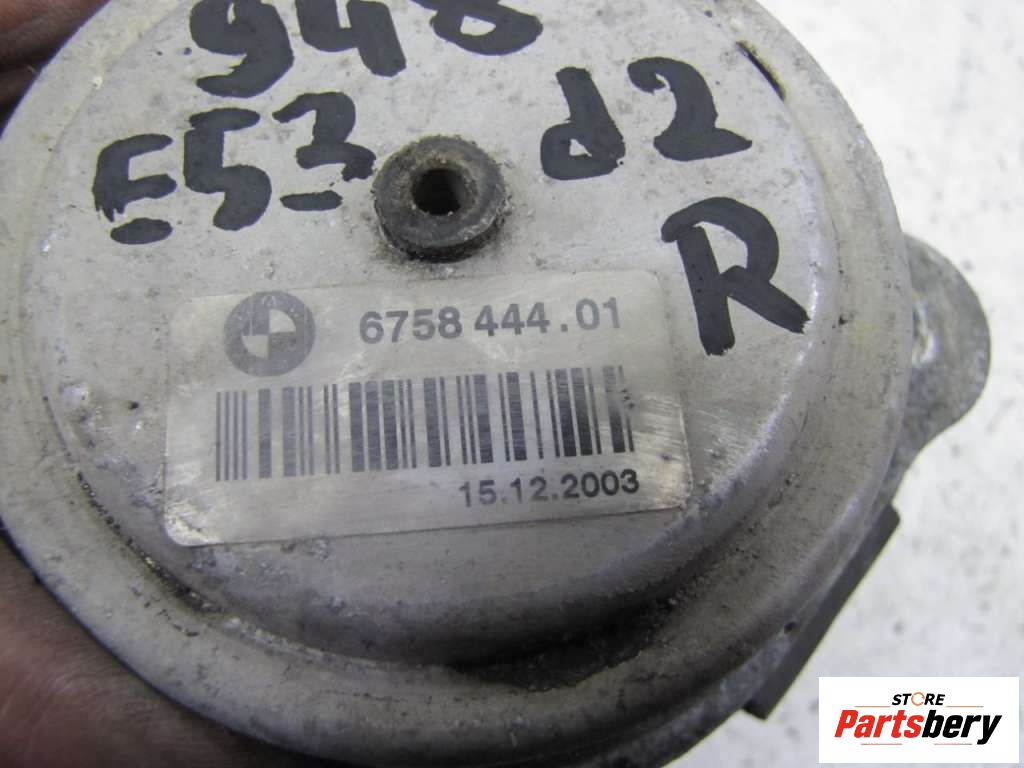 948
E53 d2
R
6758 444.01
15.12.2003
STORE
Partsbery